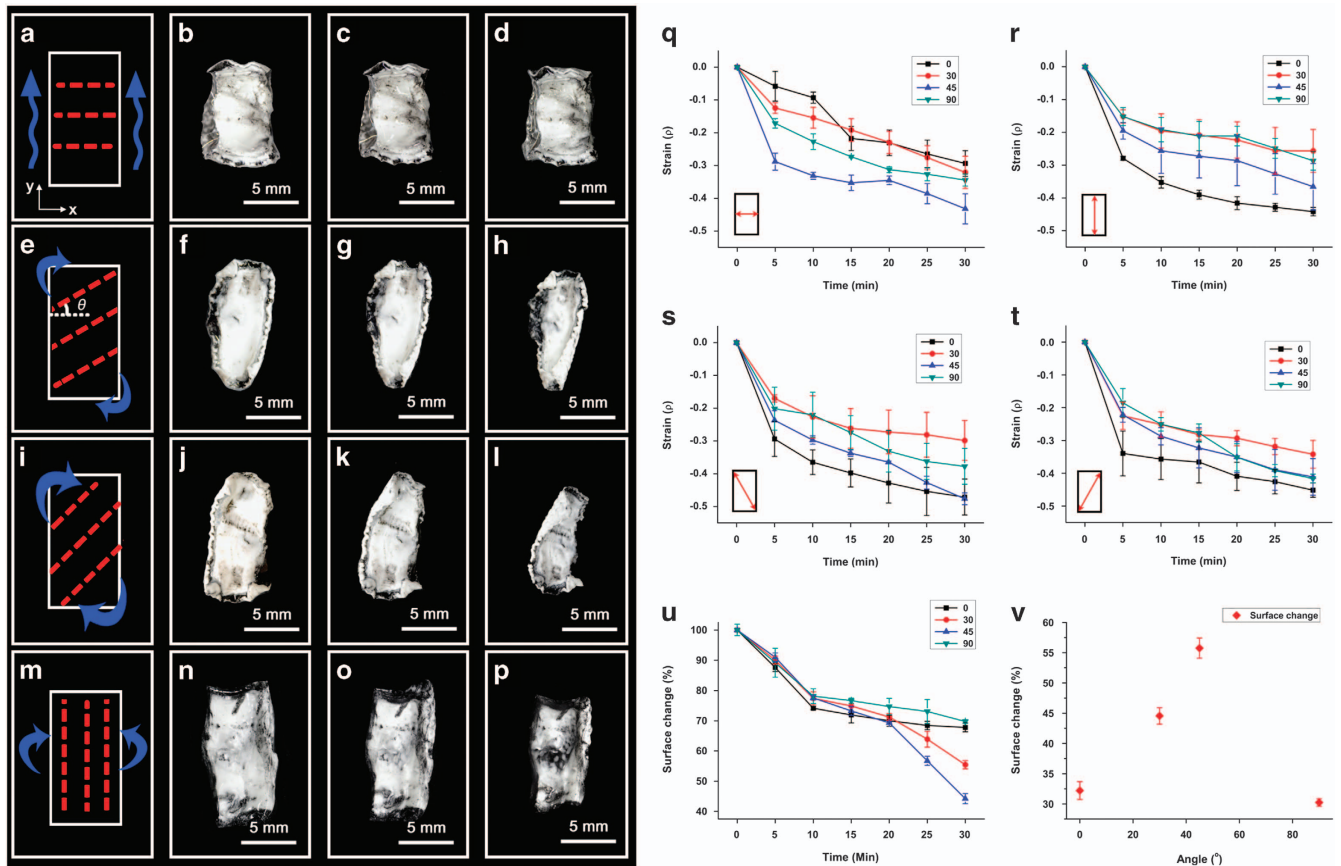 a b c d
y
x
5 mm 5 mm 5 mm
e f g h
θ
5 mm 5 mm 5 mm
i j k l
5 mm 5 mm 5 mm
m n o p
5 mm 5 mm 5 mm
q
0.0
-0.1
-0.2
-0.3
-0.4
-0.5
Strain (ρ)
0
30
45
90
0 5 10 15 20 25 30
Time (min)
r
0.0
-0.1
-0.2
-0.3
-0.4
-0.5
Strain (ρ)
0
30
45
90
0 5 10 15 20 25 30
Time (min)
s
0.0
-0.1
-0.2
-0.3
-0.4
-0.5
Strain (ρ)
0
30
45
90
0 5 10 15 20 25 30
Time (min)
t
0.0
-0.1
-0.2
-0.3
-0.4
-0.5
Strain (ρ)
0
30
45
90
0 5 10 15 20 25 30
Time (min)
u
100
90
80
70
60
50
40
Surface change (%)
0
30
45
90
0 5 10 15 20 25 30
Time (Min)
v
60
55
50
45
40
35
30
Surface change (%)
Surface change
0 20 40 60 80
Angle (°)